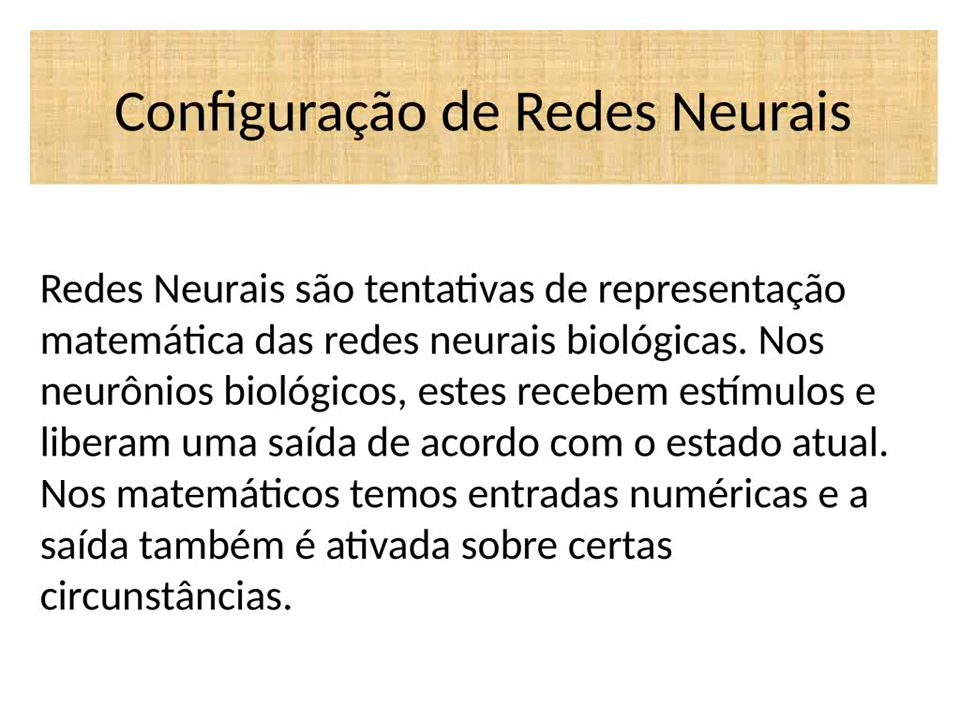 Configuração de Redes Neurais
Redes Neurais são tentativas de representação
matemática das redes neurais biológicas. Nos
neurônios biológicos, estes recebem estímulos e
liberam uma saída de acordo com o estado atual.
Nos matemáticos temos entradas numéricas e a
saída também é ativada sobre certas
circunstâncias.